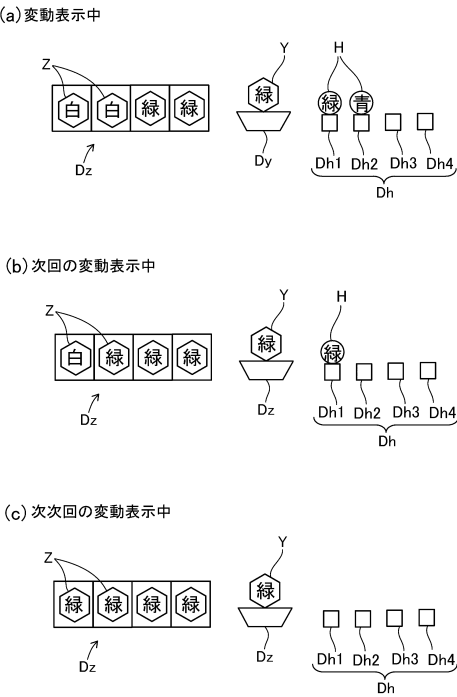 (a)変動表示中
Z Y H
白 白 緑 緑 緑 緑 青
Dz Dy Dh1 Dh2 Dh3 Dh4
Dh
(b)次回の変動表示中
Z Y H
白 緑 緑 緑 緑 緑
Dz Dz Dh1 Dh2 Dh3 Dh4
Dh
(c)次次回の変動表示中
Z Y
緑 緑 緑 緑 緑
Dz Dz Dh1 Dh2 Dh3 Dh4
Dh